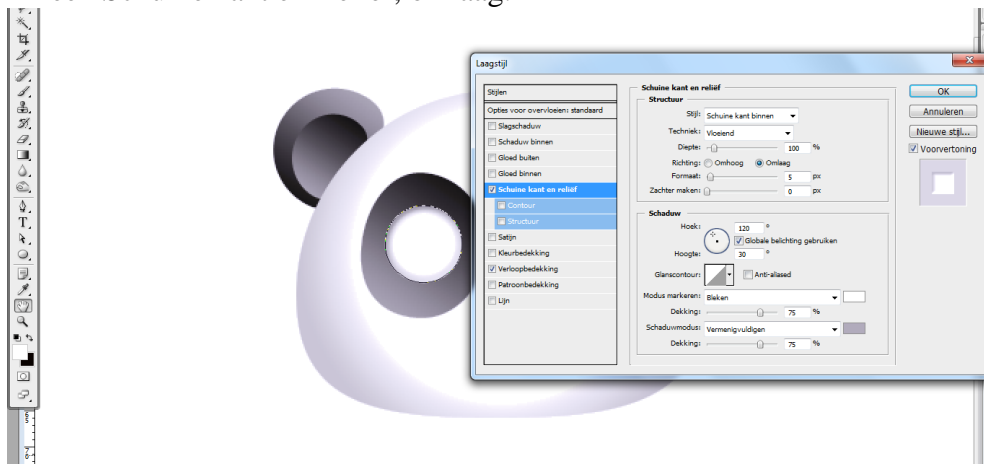 Laagstijl
Stijlen
Opties voor overvloeien: standaard
Slagschaduw
Schaduw binnen
Gloed buiten
Gloed binnen
Schuine kant en reliëf
Contour
Structuur
Satijn
Kleurbedekking
Verloopbedekking
Patroonbedekking
Lijn
Schuine kant en reliëf
Structuur
Stijl: Schuine kant binnen
Techniek: Vloeiend
Diepte: 100 %
Richting: Omhoog Omlaag
Formaat: 5 px
Zachter maken: 0 px
Schaduw
Hoek: 120 °
Globale belichting gebruiken
Hoogte: 30 °
Glanscontour: Anti-aliased
Modus markeren: Bleken
Dekking: 75 %
Schaduwmodus: Vermenigvuldigen
Dekking: 75 %
OK
Annuleren
Nieuwe stijl...
Voorvertoning